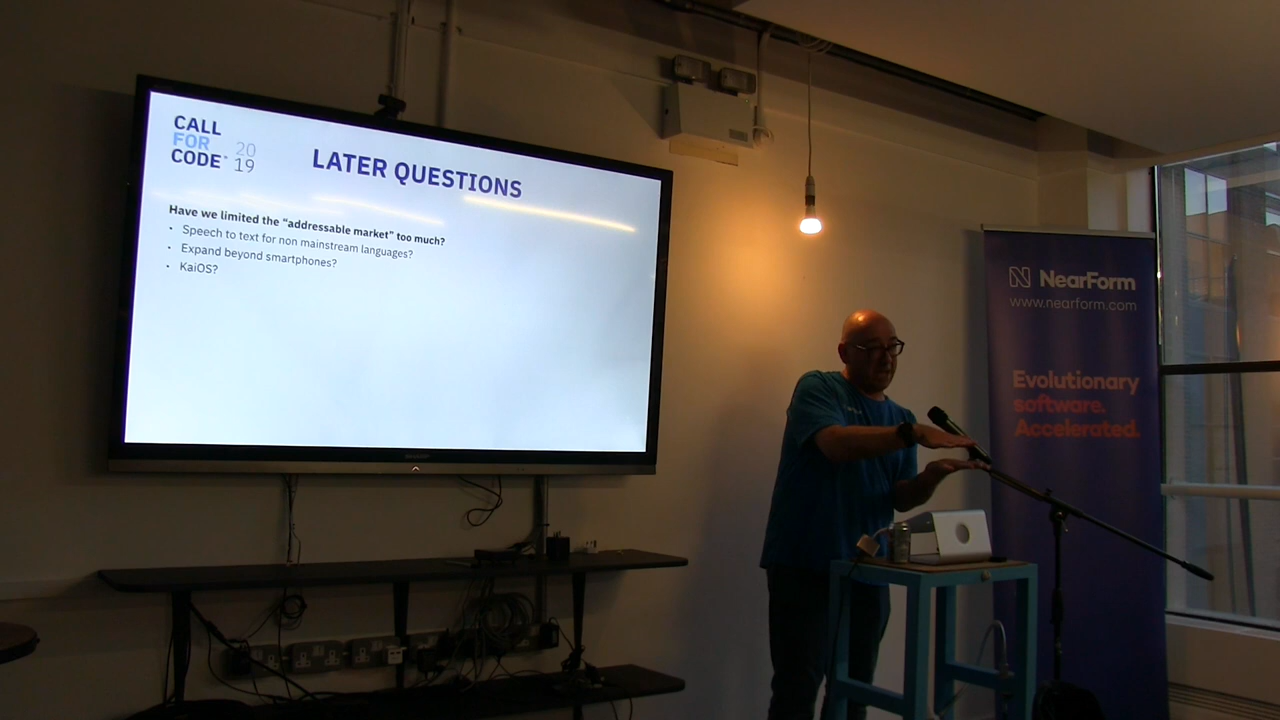 CALL
FOR
CODE
20
19
LATER QUESTIONS
Have we limited the “addressable market” too much?
• Speech to text for non mainstream languages?
• Expand beyond smartphones?
• KaiOS?
NearForm
www.nearform.com
Evolutionary
software.
Accelerated.